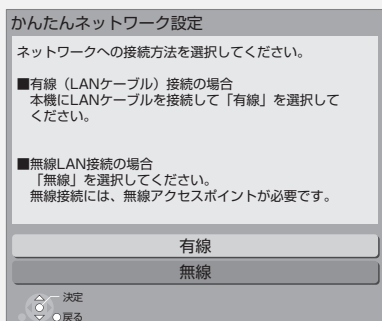 かんたんネットワーク設定
ネットワークへの接続方法を選択してください。
■有線（LANケーブル）接続の場合
本機にLANケーブルを接続して「有線」を選択して
ください。
■無線LAN接続の場合
「無線」を選択してください。
無線接続には、無線アクセスポイントが必要です。
有線
無線
決定
戻る